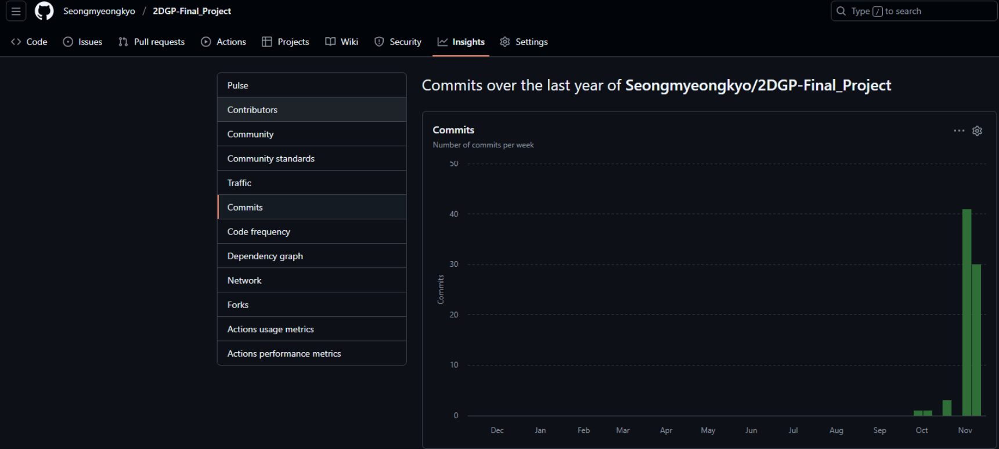 Seongmyeongkyo / 2DGP-Final_Project
Type / to search
Code Issues Pull requests Actions Projects Wiki Security Insights Settings
Pulse
Contributors
Community
Community standards
Traffic
Commits
Code frequency
Dependency graph
Network
Forks
Actions usage metrics
Actions performance metrics
Commits over the last year of Seongmyeongkyo/2DGP-Final_Project
Commits
Number of commits per week
50
40
30
20
10
0
Commits
Dec Jan Feb Mar Apr May Jun Jul Aug Sep Oct Nov